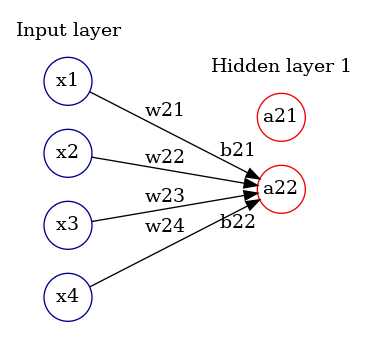 Input layer
Hidden layer 1
x1
x2
x3
x4
w21
w22
w23
w24
b21
b22
a21
a22